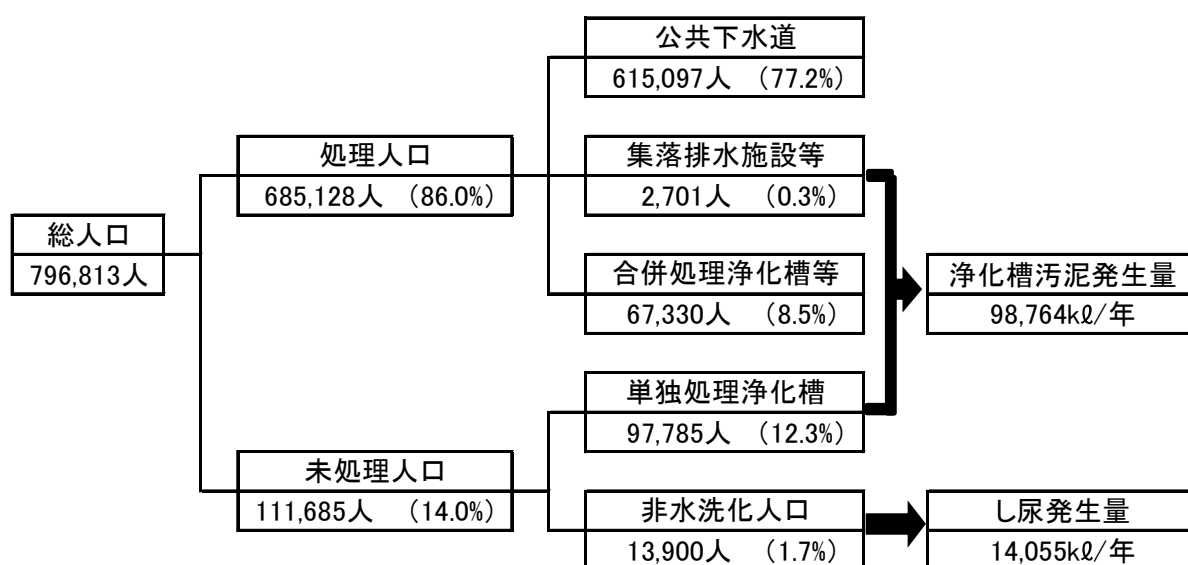 公共下水道
615,097人 (77.2%)
処理人口
685,128人 (86.0%)
集落排水施設等
2,701人 (0.3%)
総人口
796,813人
合併処理浄化槽等
67,330人 (8.5%)
浄化槽汚泥発生量
98,764kℓ/年
単独処理浄化槽
97,785人 (12.3%)
未処理人口
111,685人 (14.0%)
非水洗化人口
13,900人 (1.7%)
し尿発生量
14,055kℓ/年